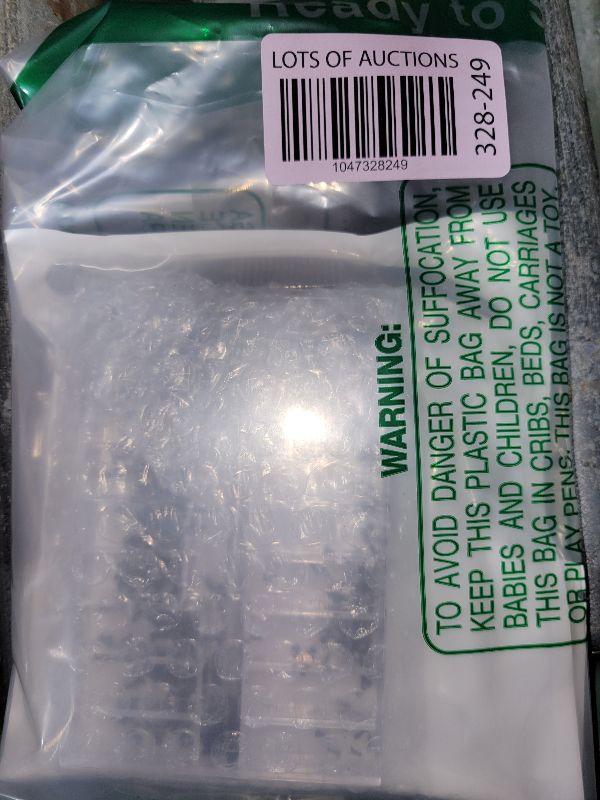 Ready to S
LOTS OF AUCTIONS
1047328249
328-249
WARNING:
TO AVOID DANGER OF SUFFOCATION,
KEEP THIS PLASTIC BAG AWAY FROM
BABIES AND CHILDREN, DO NOT USE
THIS BAG IN CRIBS, BEDS, CARRIAGES
OR PLAY PENS. THIS BAG IS NOT A TOY